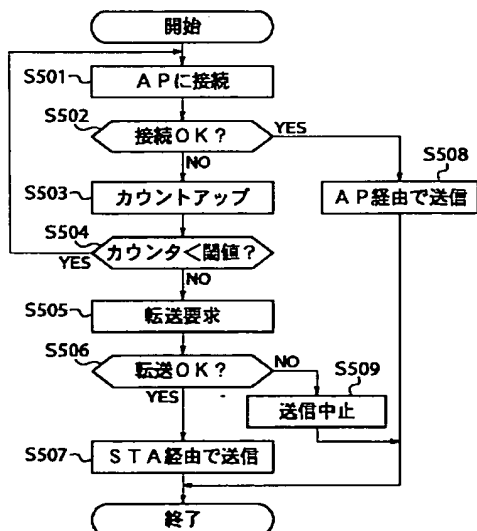 開始
S501
APに接続
S502
接続OK?
YES
NO
S508
AP経由で送信
S503
カウントアップ
S504
カウンタ<閾値?
YES
NO
S505
転送要求
S506
転送OK?
NO
YES
S509
送信中止
S507
STA経由で送信
終了